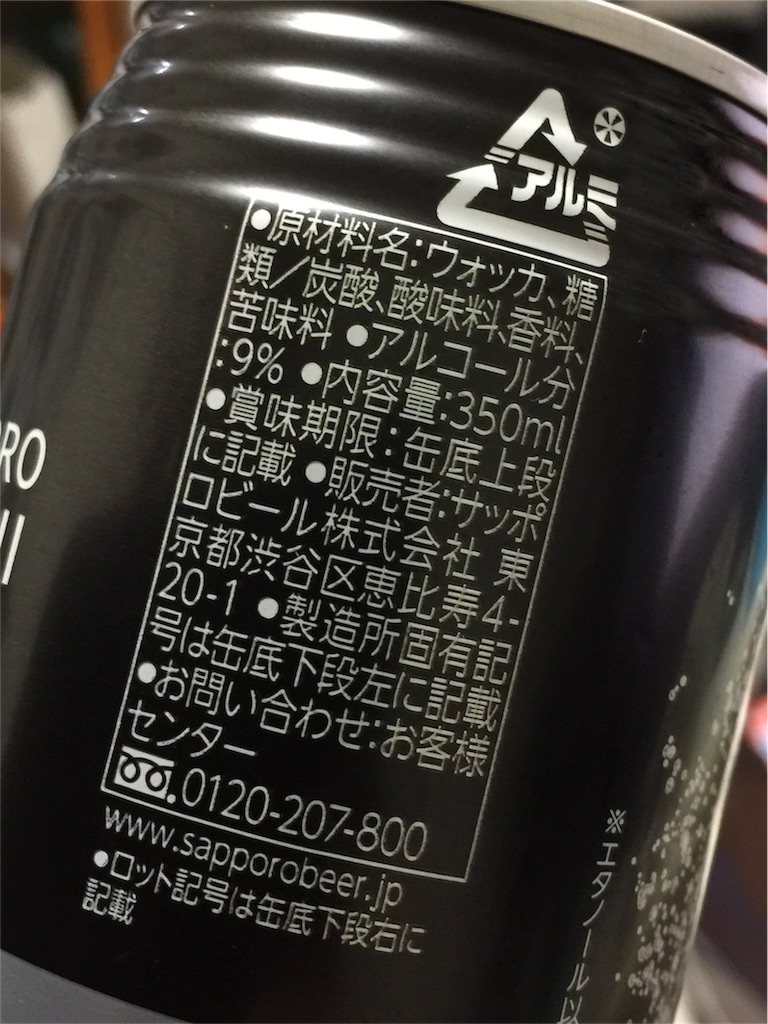 アルミ
●原材料名:ウォッカ、糖
類/炭酸、酸味料、香料、
苦味料 ●アルコール分
:9% ●内容量:350ml
●賞味期限:缶底上段
に記載 ●販売者:サッポ
ロビール株式会社 東
京都渋谷区恵比寿4-
20-1 ●製造所固有記
号は缶底下段左に記載
●お問い合わせ:お客様
センター
0120-207-800
www.sapporobeer.jp
●ロット記号は缶底下段右に
記載
RO
※エタノール以